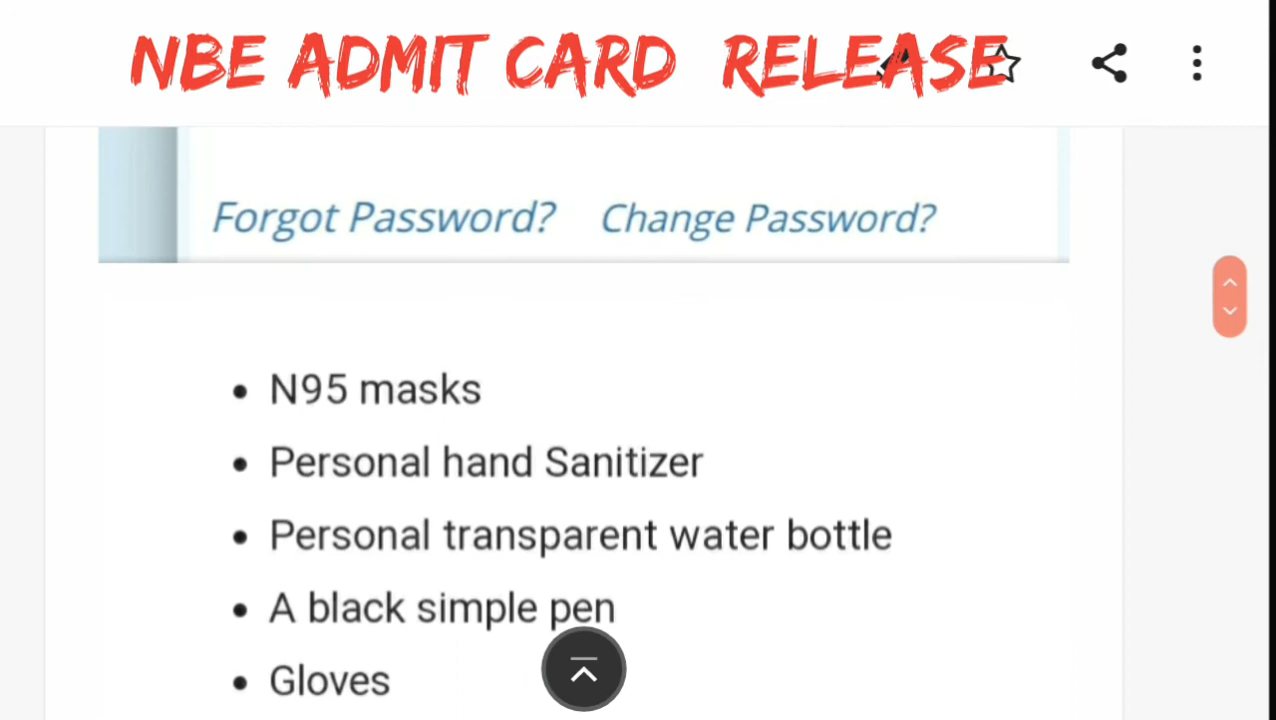 NBE ADMIT CARD RELEASE
Forgot Password? Change Password?
• N95 masks
• Personal hand Sanitizer
• Personal transparent water bottle
• A black simple pen
• Gloves